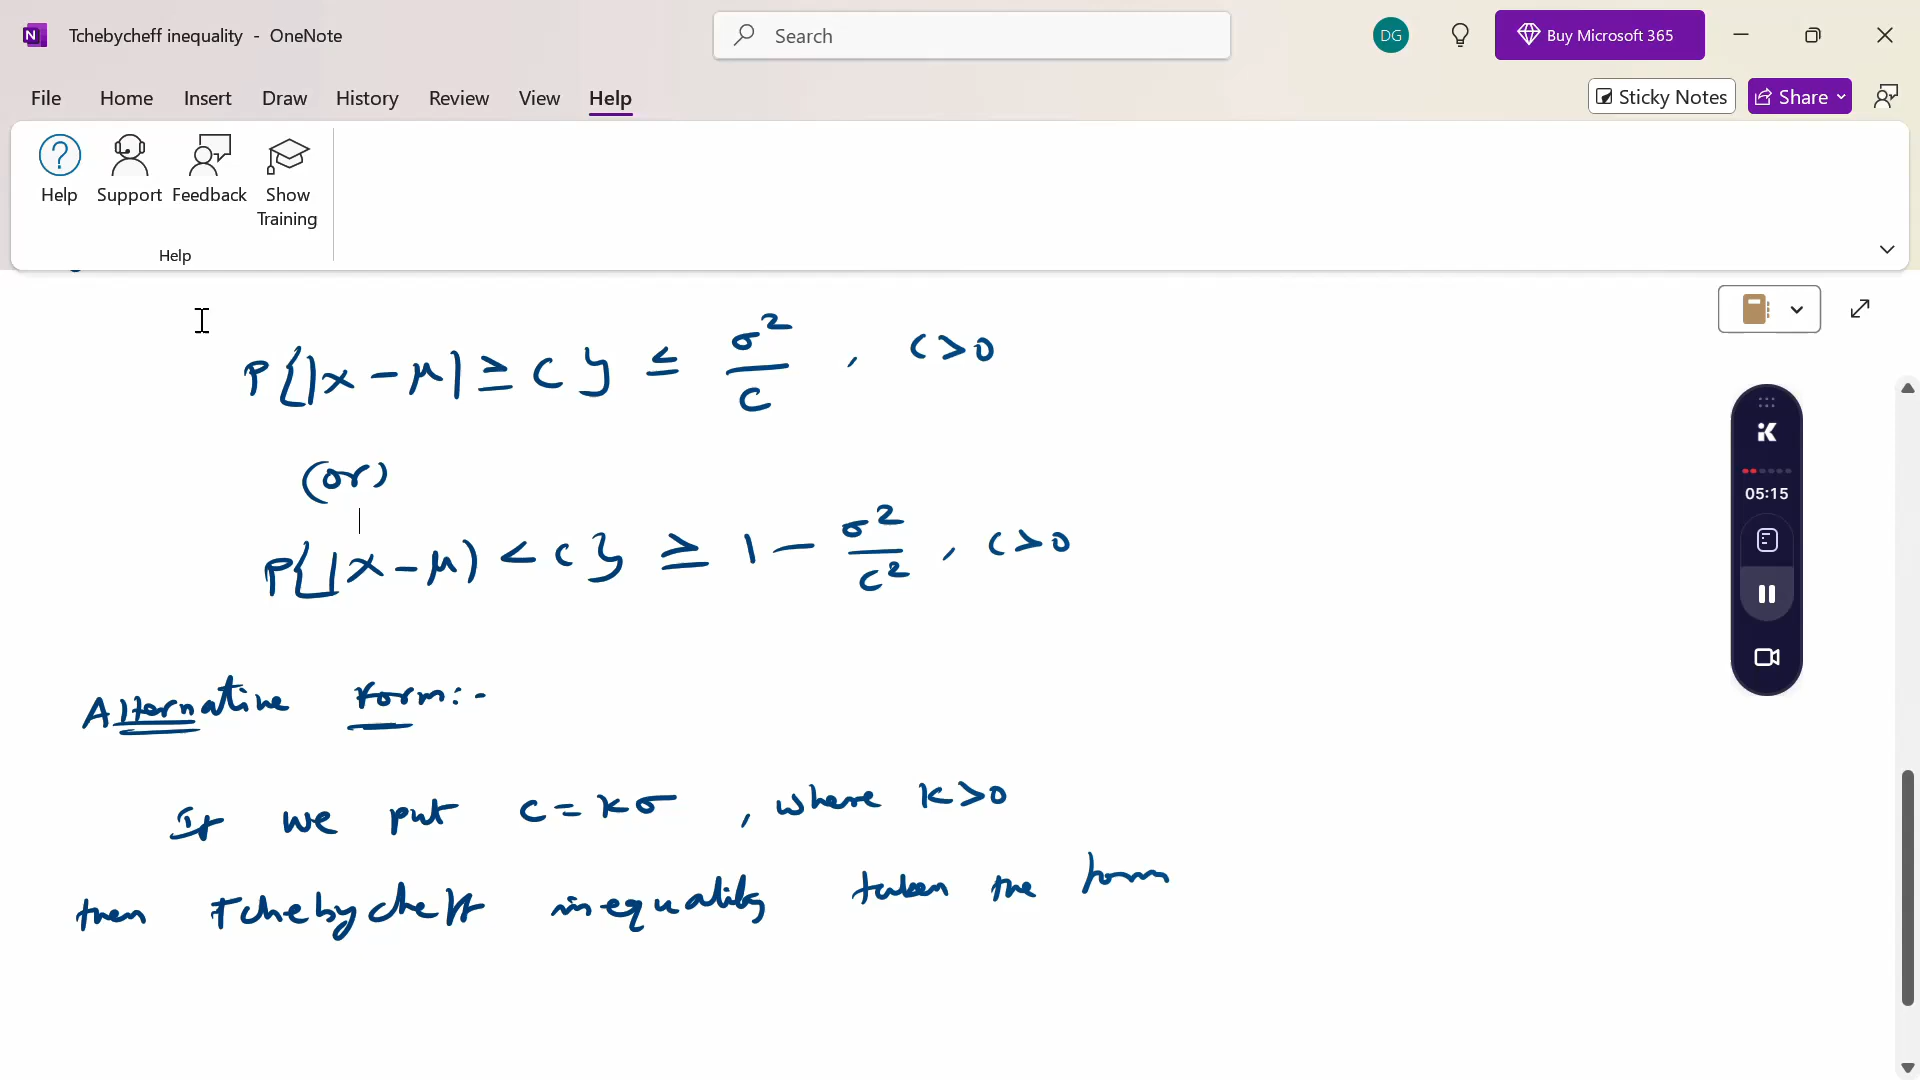 Tchebycheff inequality - OneNote
Search
DG
Buy Microsoft 365
File Home Insert Draw History Review View Help
Sticky Notes
Share
Help Support Feedback Show Training
Help
P{|x - μ| ≥ c} ≤ σ²/c , c>0
(or)
P{|x - μ) < c} ≥ 1 - σ²/c² , c>0
05:15
Alternative Form:-
If we put c = kσ , where k>0
then Tchebycheff inequality taken the form